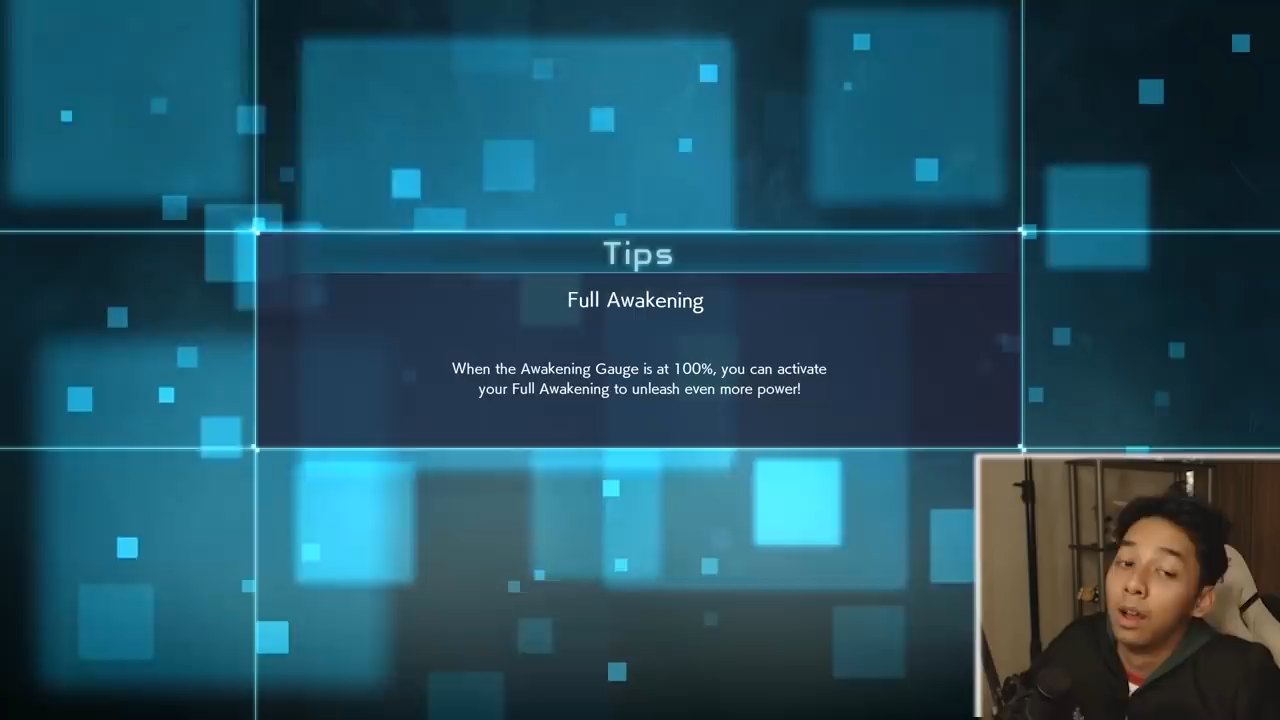 Tips
Full Awakening
When the Awakening Gauge is at 100%, you can activate
your Full Awakening to unleash even more power!